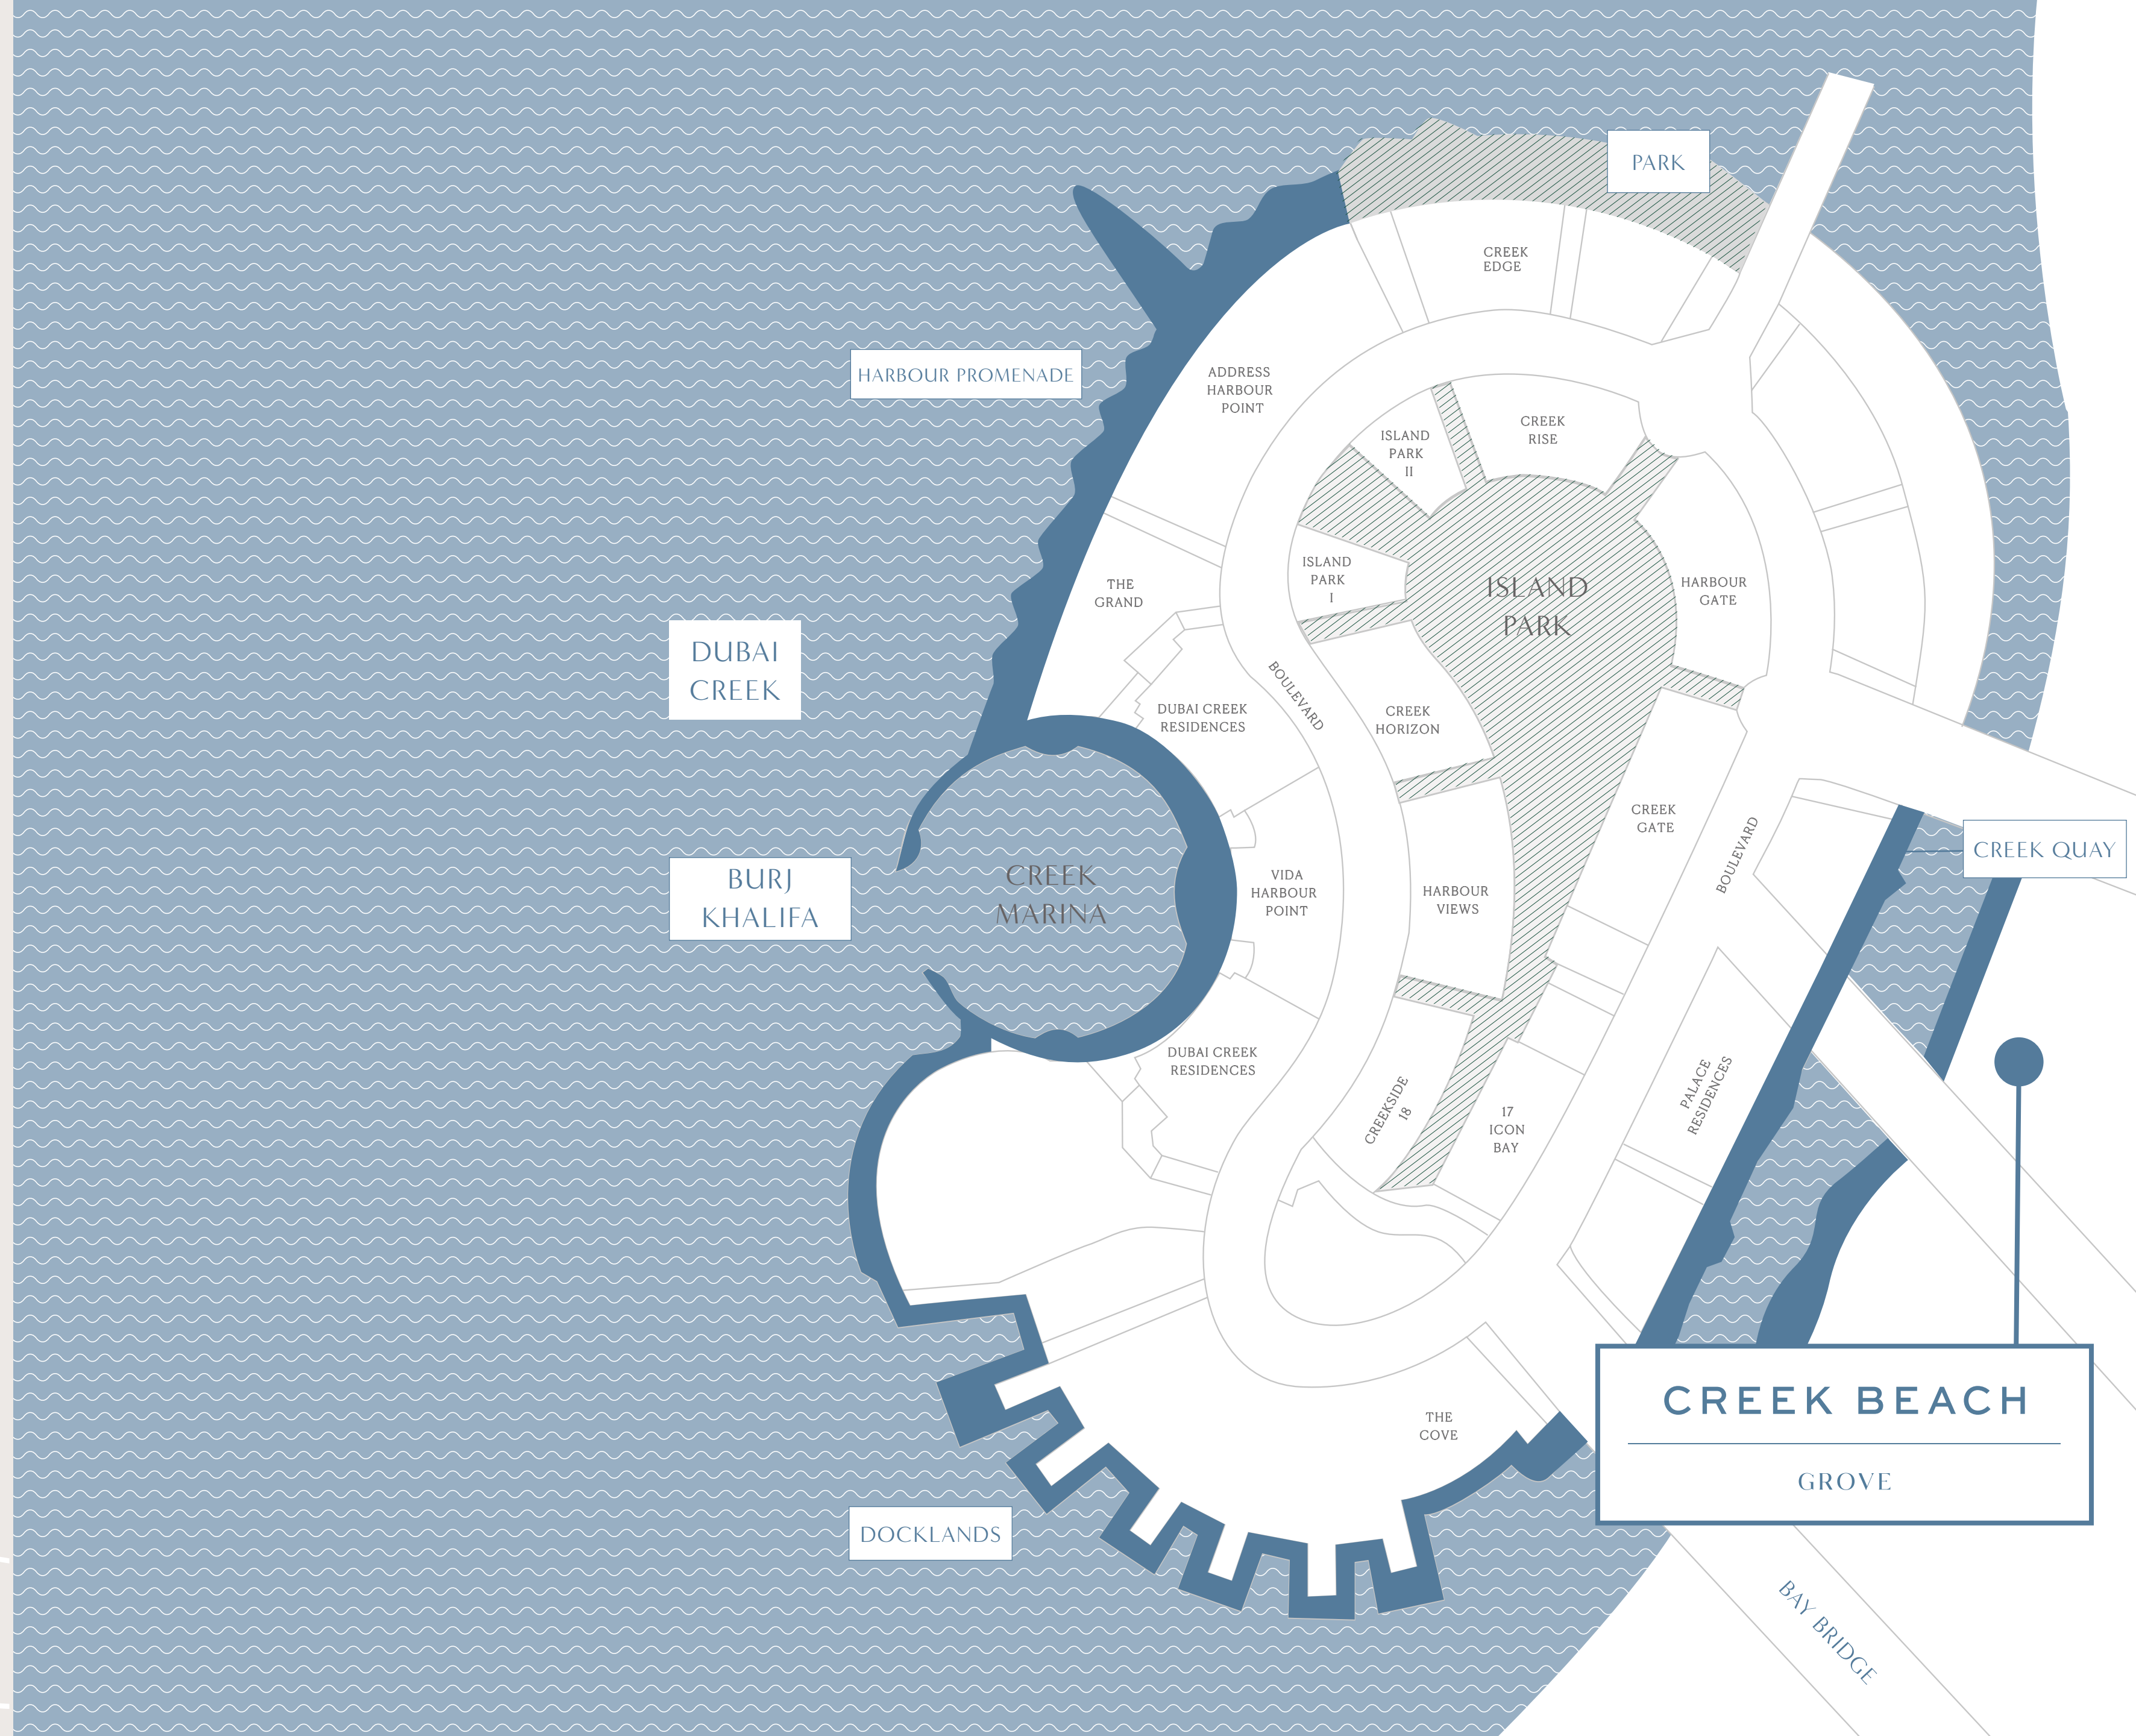 PARK
CREEK
EDGE
HARBOUR PROMENADE
ADDRESS
HARBOUR
POINT
ISLAND
PARK
II
CREEK
RISE
ISLAND
PARK
I
THE
GRAND
ISLAND
PARK
HARBOUR
GATE
DUBAI
CREEK
DUBAI CREEK
RESIDENCES
BOULEVARD
CREEK
HORIZON
CREEK
GATE
BOULEVARD
CREEK QUAY
BURJ
KHALIFA
CREEK
MARINA
VIDA
HARBOUR
POINT
HARBOUR
VIEWS
DUBAI CREEK
RESIDENCES
CREEKSIDE
18
17
ICON
BAY
PALACE
RESIDENCES
THE
COVE
CREEK BEACH
GROVE
DOCKLANDS
BAY BRIDGE